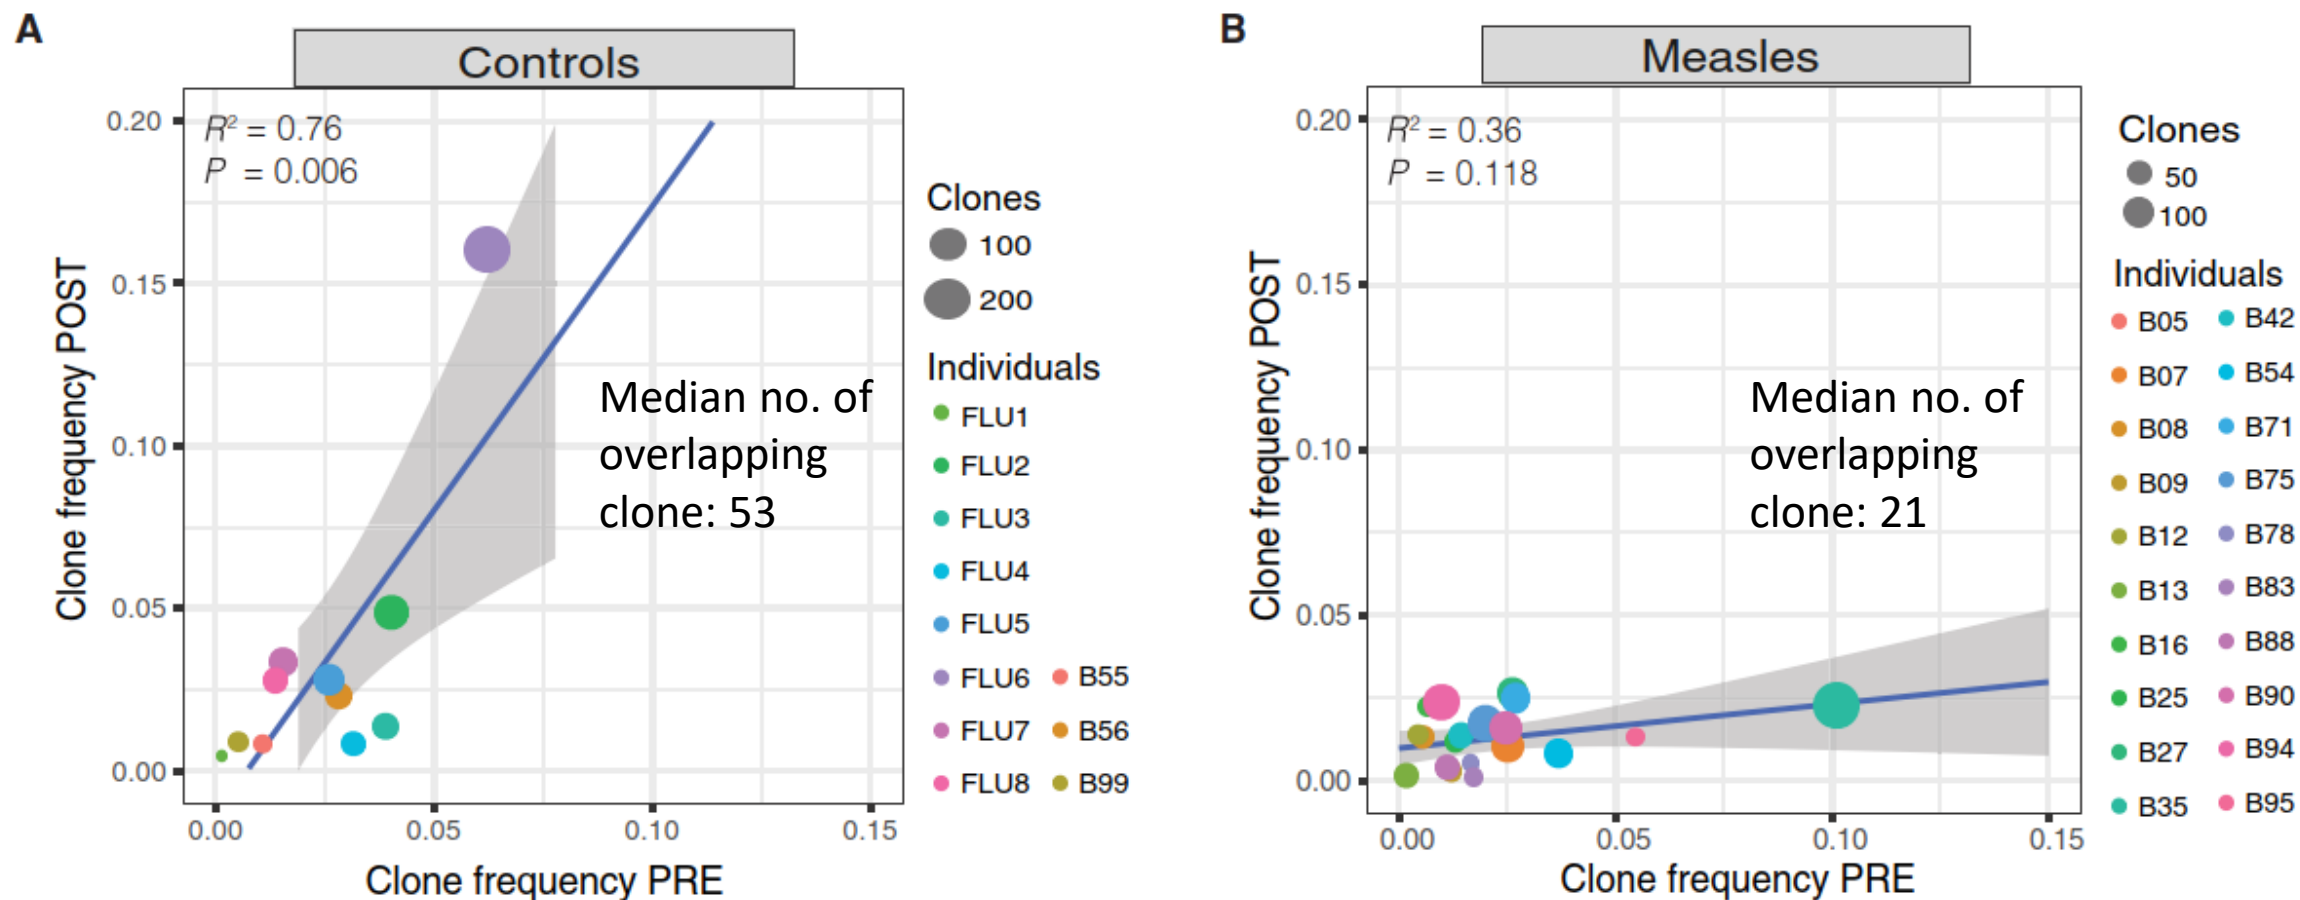 A
Controls
R² = 0.76
P = 0.006
0.20
0.15
0.10
0.05
0.00
Clone frequency POST
Median no. of
overlapping
clone: 53
0.00 0.05 0.10 0.15
Clone frequency PRE
Clones
100
200
Individuals
FLU1
FLU2
FLU3
FLU4
FLU5
FLU6 B55
FLU7 B56
FLU8 B99
B
Measles
R² = 0.36
P = 0.118
0.20
0.15
0.10
0.05
0.00
Clone frequency POST
Median no. of
overlapping
clone: 21
0.00 0.05 0.10 0.15
Clone frequency PRE
Clones
50
100
Individuals
B05 B42
B07 B54
B08 B71
B09 B75
B12 B78
B13 B83
B16 B88
B25 B90
B27 B94
B35 B95